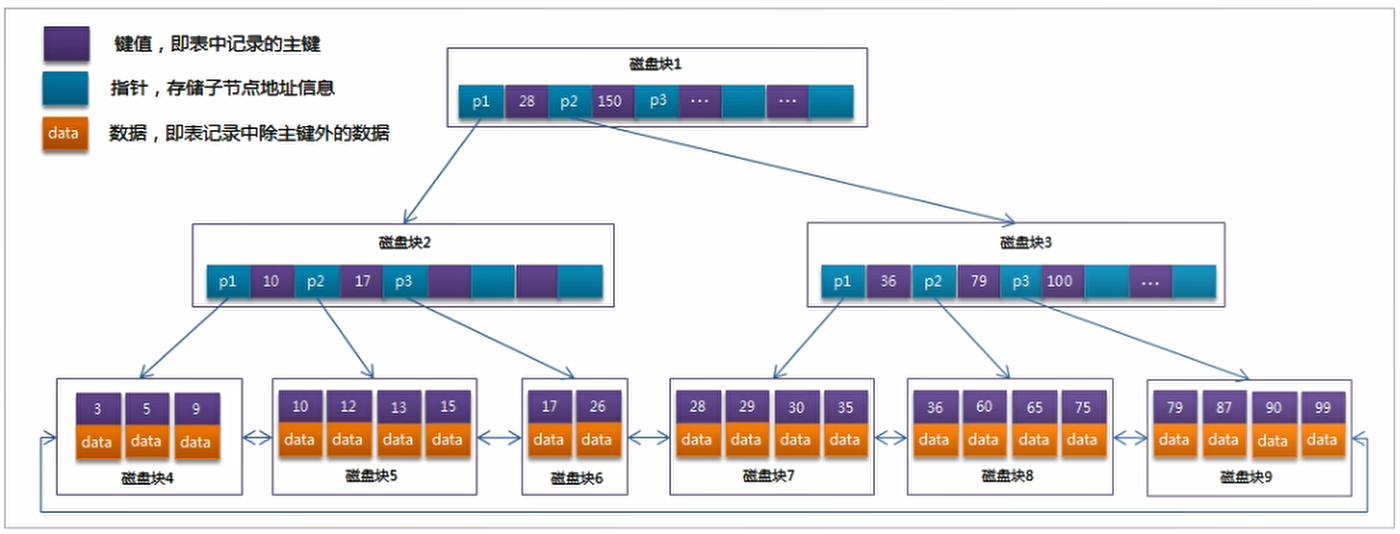 键值，即表中记录的主键
指针，存储子节点地址信息
data 数据，即表记录中除主键外的数据
磁盘块1
p1 28 p2 150 p3 ... ...
磁盘块2
p1 10 p2 17 p3
磁盘块3
p1 36 p2 79 p3 100 ...
3 5 9
data data data
磁盘块4
10 12 13 15
data data data data
磁盘块5
17 26
data data
磁盘块6
28 29 30 35
data data data data
磁盘块7
36 60 65 75
data data data data
磁盘块8
79 87 90 99
data data data data
磁盘块9